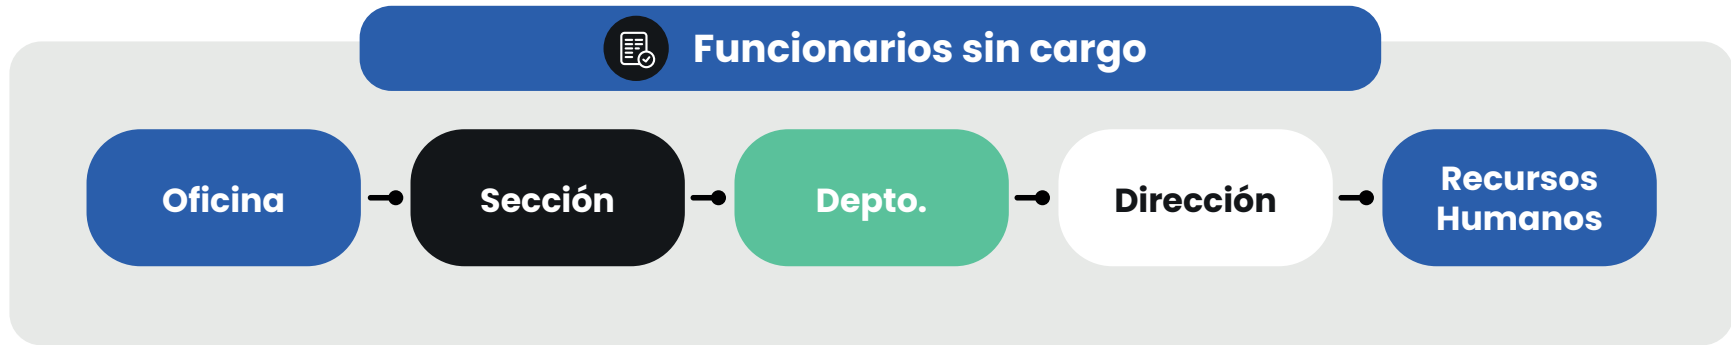 Funcionarios sin cargo
Oficina
Sección
Depto.
Dirección
Recursos
Humanos